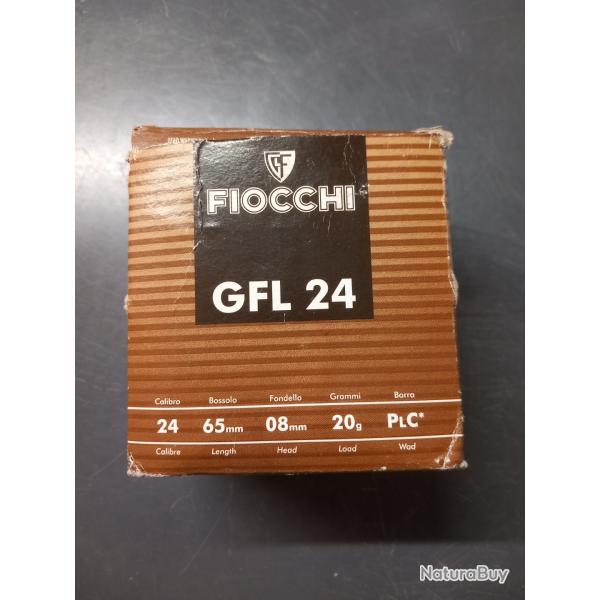 GF
FIOCCHI
GFL 24
Calibro Bossolo Fondello Grammi Borra
24 65mm 08mm 20g PLC*
Calibre Length Head Load Wad
NaturaBuy